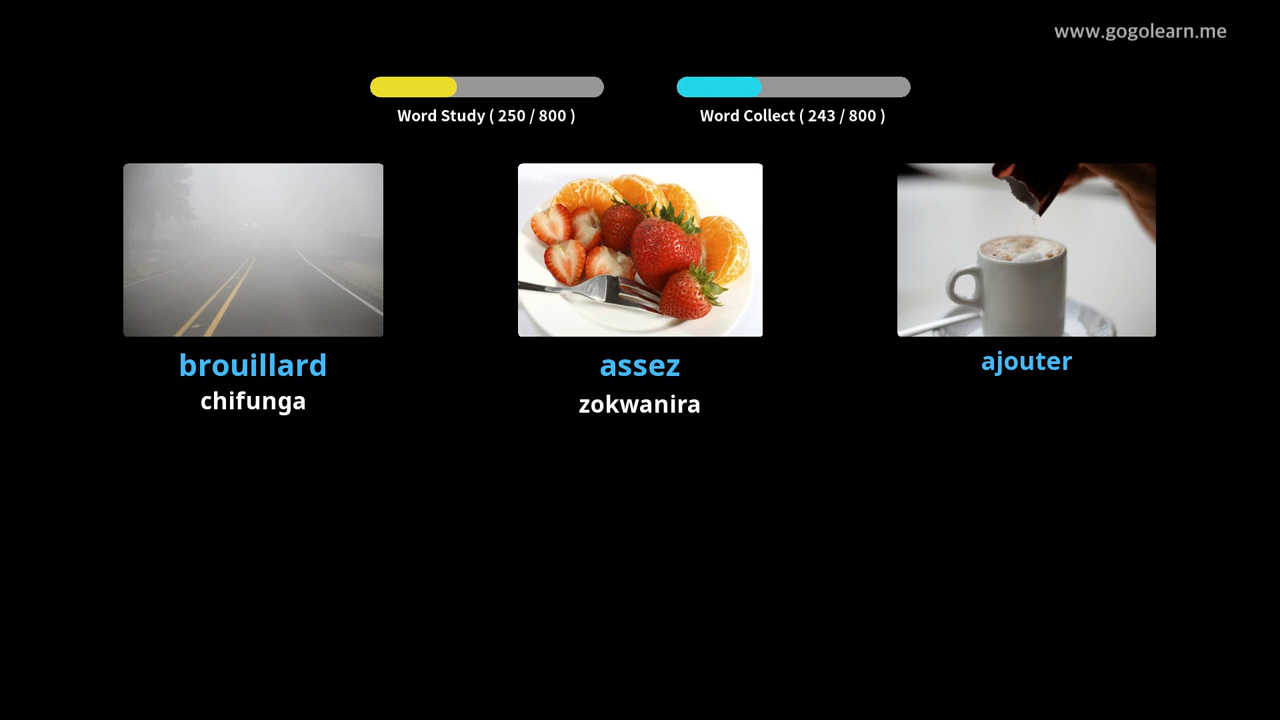 www.gogolearn.me
Word Study ( 250 / 800 )
Word Collect ( 243 / 800 )
brouillard
chifunga
assez
zokwanira
ajouter